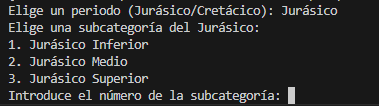 Elige un periodo (Jurásico/Cretácico): Jurásico
Elige una subcategoría del Jurásico:
1. Jurásico Inferior
2. Jurásico Medio
3. Jurásico Superior
Introduce el número de la subcategoría: